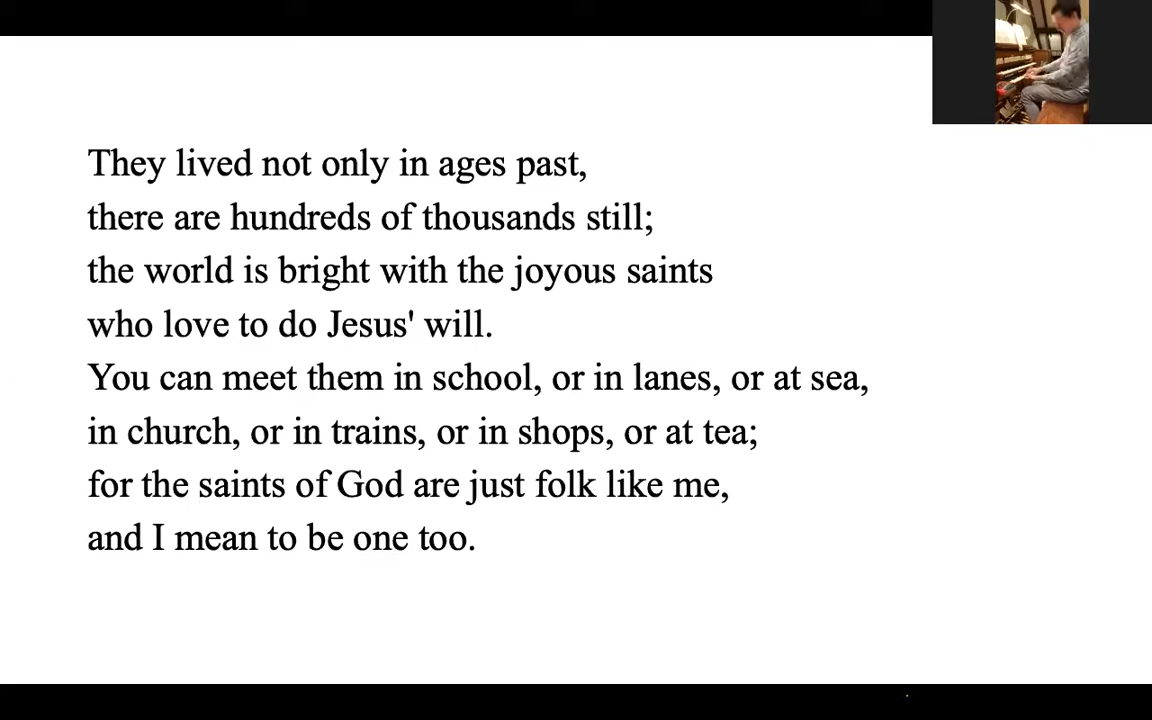 They lived not only in ages past,
there are hundreds of thousands still;
the world is bright with the joyous saints
who love to do Jesus' will.
You can meet them in school, or in lanes, or at sea,
in church, or in trains, or in shops, or at tea;
for the saints of God are just folk like me,
and I mean to be one too.